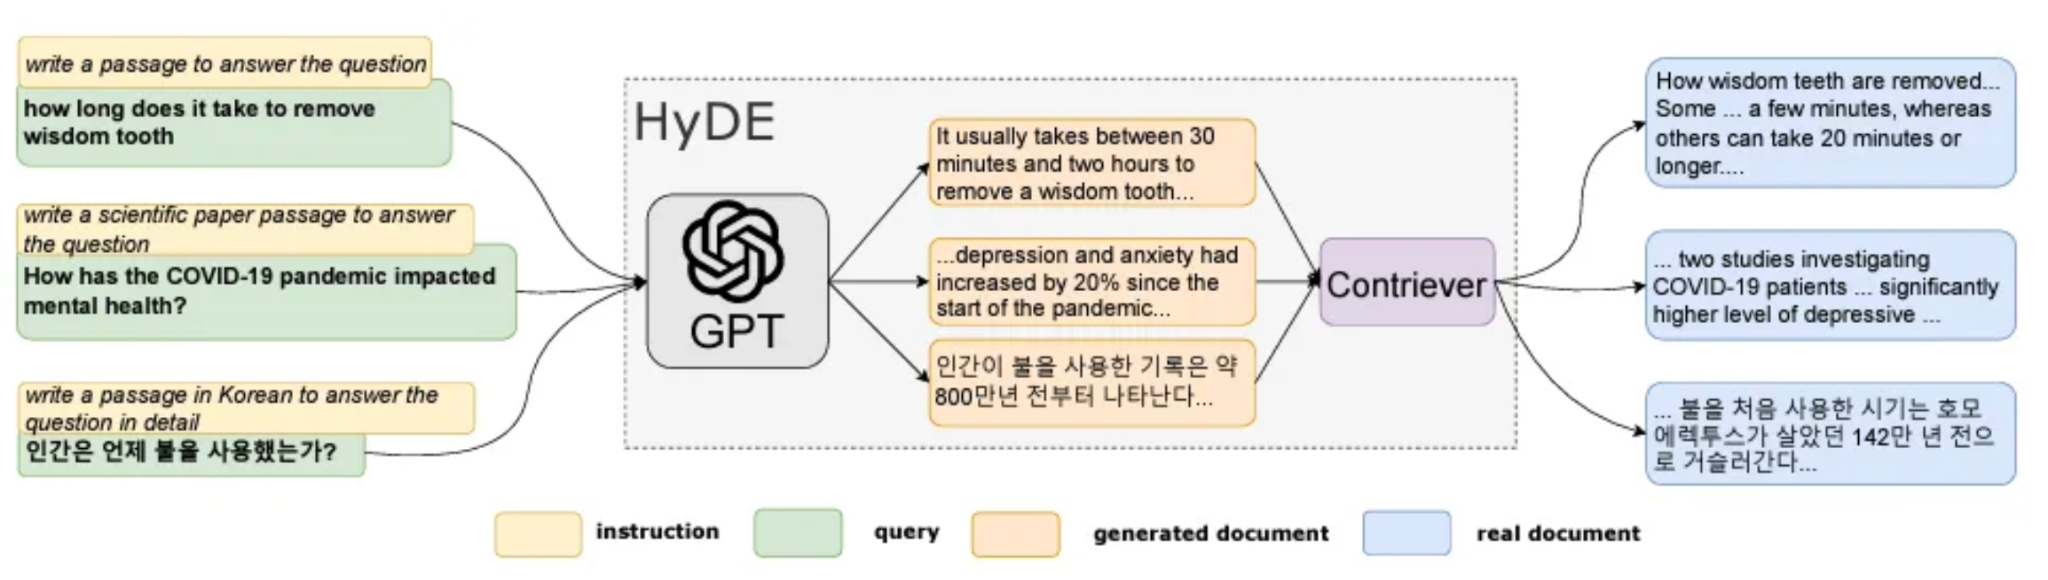 write a passage to answer the question
how long does it take to remove
wisdom tooth
write a scientific paper passage to answer
the question
How has the COVID-19 pandemic impacted
mental health?
write a passage in Korean to answer the
question in detail
인간은 언제 불을 사용했는가?
HyDE
GPT
It usually takes between 30
minutes and two hours to
remove a wisdom tooth...
...depression and anxiety had
increased by 20% since the
start of the pandemic...
인간이 불을 사용한 기록은 약
800만년 전부터 나타난다...
Contriever
How wisdom teeth are removed...
Some ... a few minutes, whereas
others can take 20 minutes or
longer....
... two studies investigating
COVID-19 patients ... significantly
higher level of depressive ...
... 불을 처음 사용한 시기는 호모
에렉투스가 살았던 142만 년 전으
로 거슬러간다...
instruction
query
generated document
real document